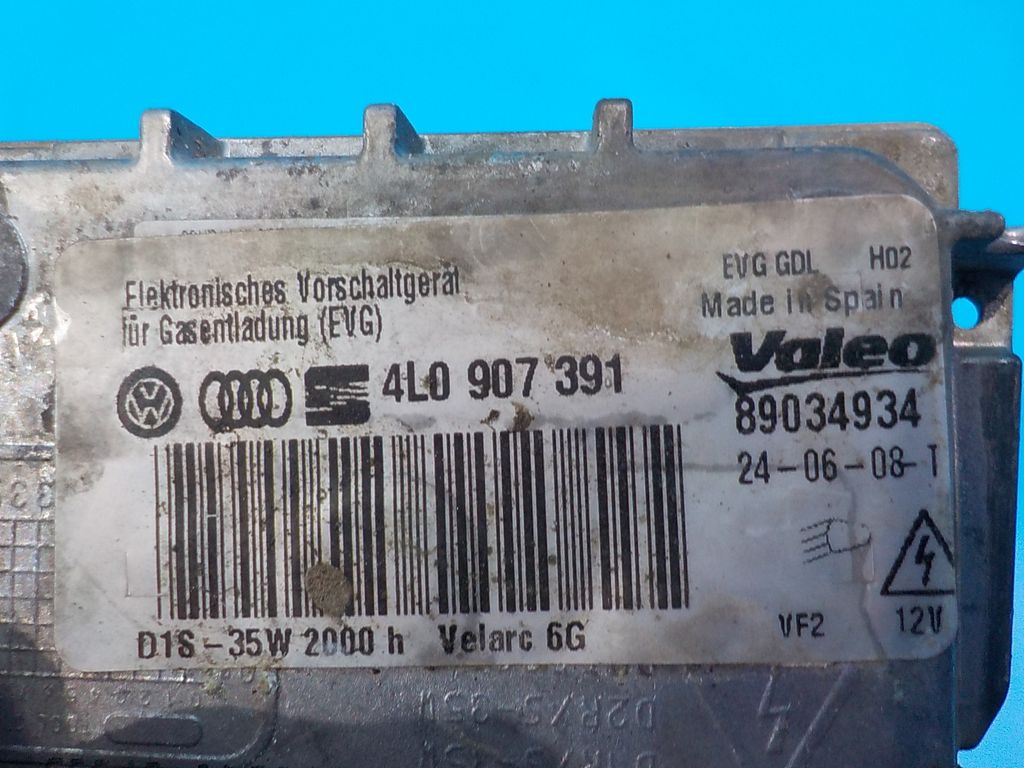 Elektronisches Vorschaltgerät
für Gasentladung (EVG)
4L0 907 391
D1S-35W 2000 h Velarc 6G
EVG GDL H02
Made in Spain
Valeo
89034934
24-06-08-T
VF2
12V